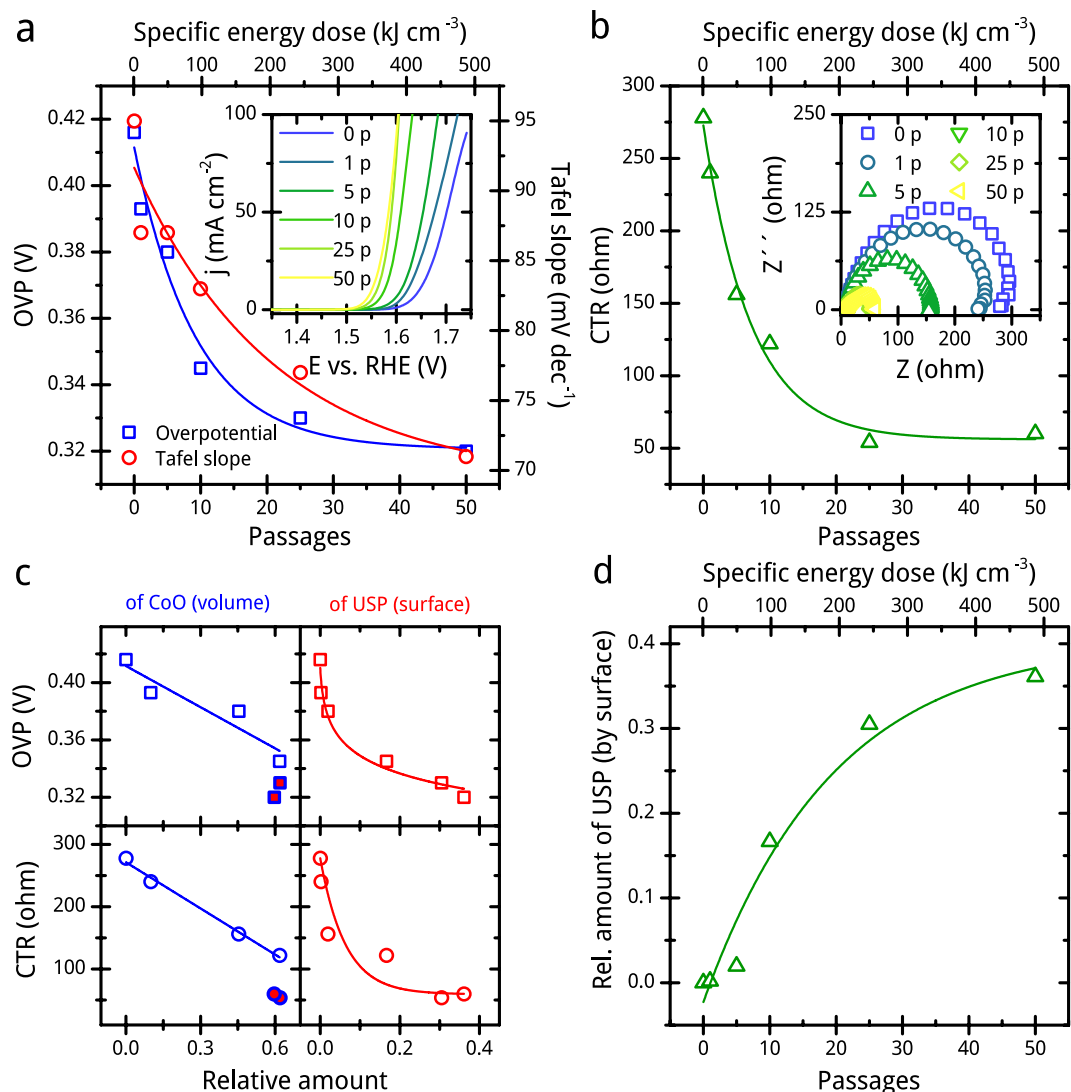 a
Specific energy dose (kJ cm-3)
0 100 200 300 400 500
0.42
0.40
0.38
0.36
0.34
0.32
OVP (V)
95
90
85
80
75
70
Tafel slope (mV dec-1)
100
50
0
j (mA cm-2)
0 p
1 p
5 p
10 p
25 p
50 p
1.4 1.5 1.6 1.7
E vs. RHE (V)
Overpotential
Tafel slope
0 10 20 30 40 50
Passages
b
Specific energy dose (kJ cm-3)
0 100 200 300 400 500
300
250
200
150
100
50
CTR (ohm)
250
125
0
Z´´ (ohm)
0 p 10 p
1 p 25 p
5 p 50 p
0 100 200 300
Z (ohm)
0 10 20 30 40 50
Passages
c
of CoO (volume) of USP (surface)
0.40
0.36
0.32
OVP (V)
300
200
100
CTR (ohm)
0.0 0.3 0.6 0.0 0.2 0.4
Relative amount
d
Specific energy dose (kJ cm-3)
0 100 200 300 400 500
0.4
0.3
0.2
0.1
0.0
Rel. amount of USP (by surface)
0 10 20 30 40 50
Passages